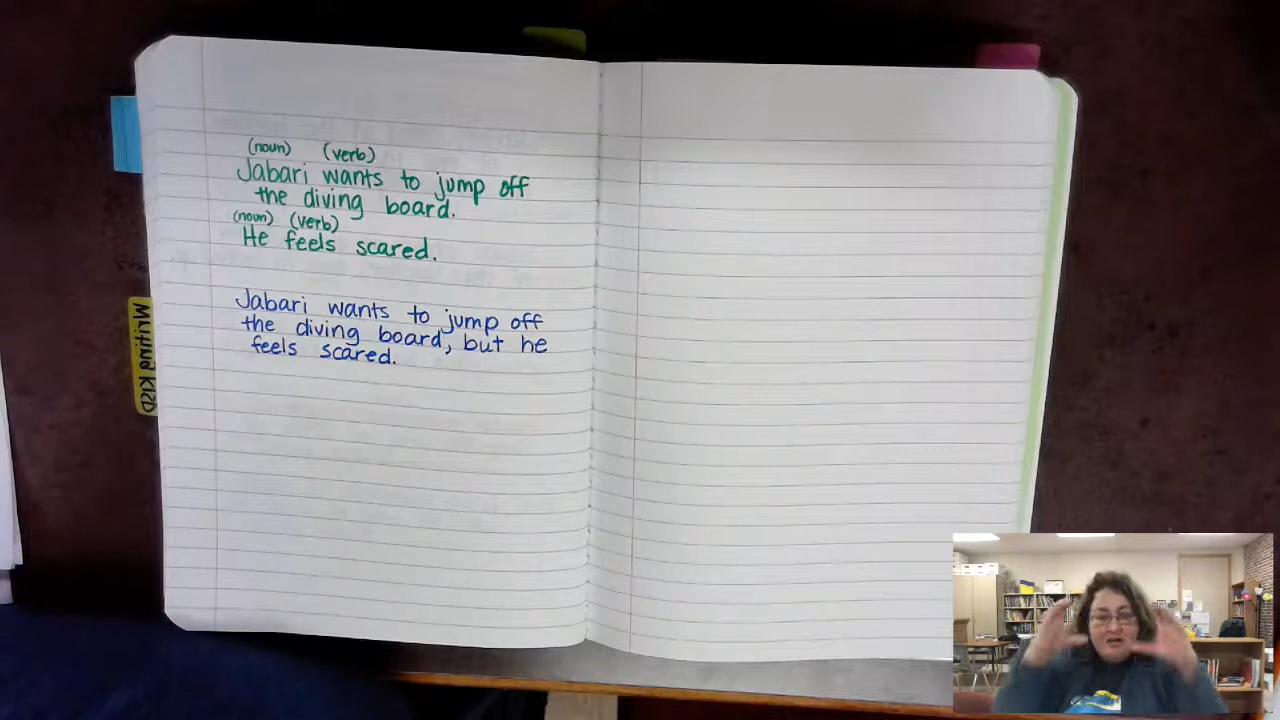 (noun) (verb)
Jabari wants to jump off
the diving board.
(noun) (verb)
He feels scared.
Jabari wants to jump off
the diving board, but he
feels scared.
Writing